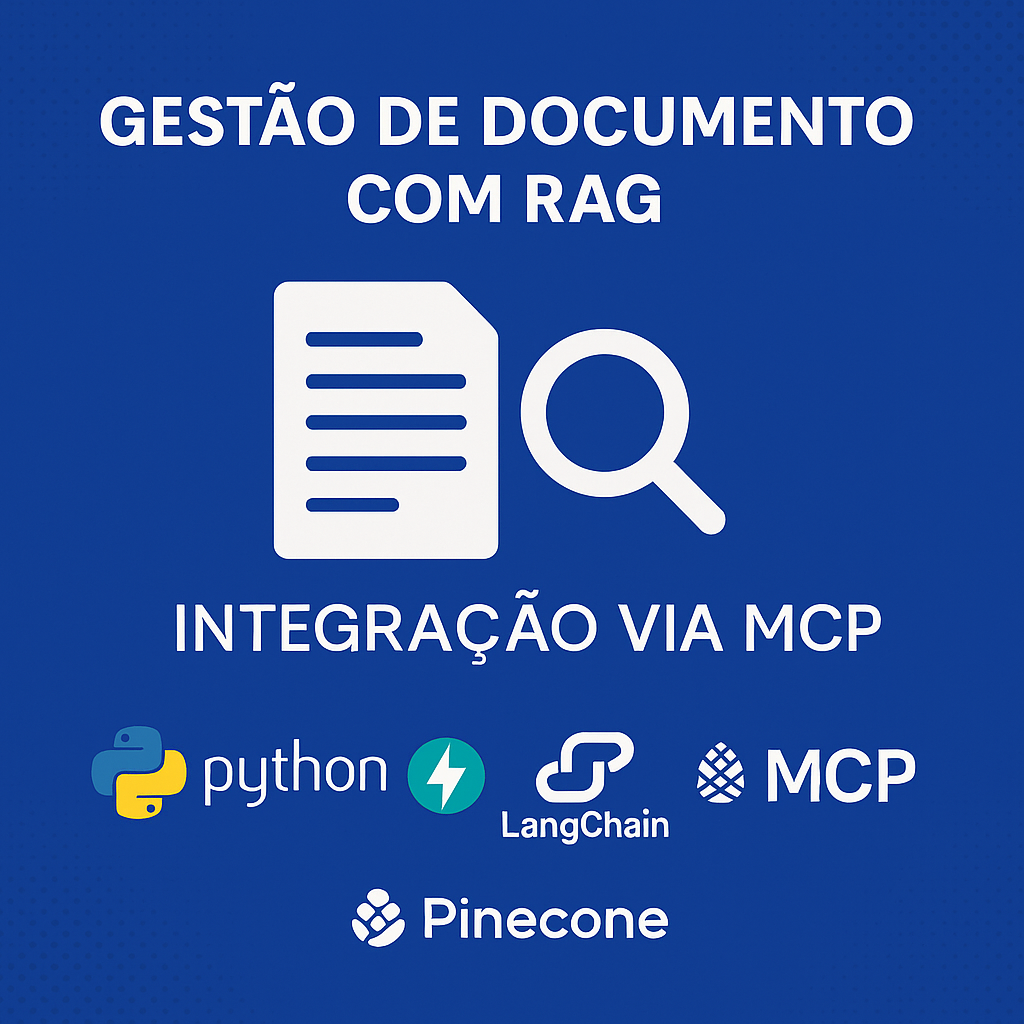 GESTÃO DE DOCUMENTO
COM RAG
INTEGRAÇÃO VIA MCP
python
LangChain
MCP
Pinecone